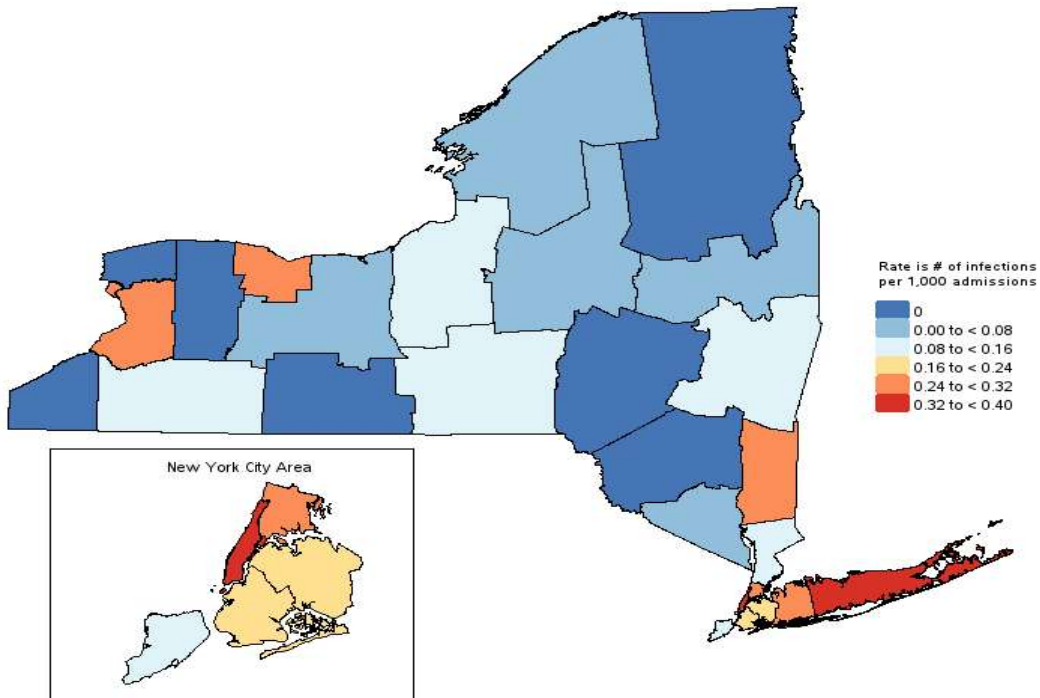 Rate is # of infections
per 1,000 admissions
0
0.00 to < 0.08
0.08 to < 0.16
0.16 to < 0.24
0.24 to < 0.32
0.32 to < 0.40
New York City Area